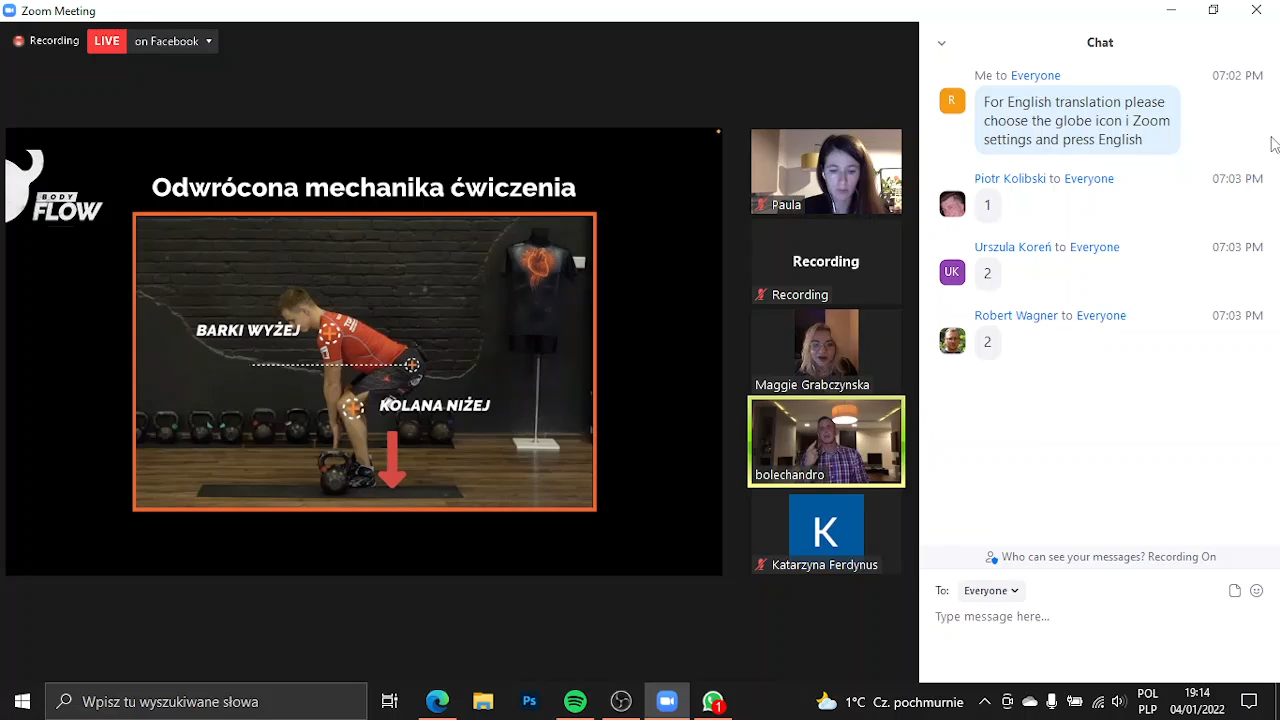 Zoom Meeting
Recording
LIVE on Facebook
BODY
FLOW
Odwrócona mechanika ćwiczenia
BARKI WYŻEJ
KOLANA NIŻEJ
Paula
Recording
Recording
Maggie Grabczynska
bolechandro
K
Katarzyna Ferdynus
Chat
Me to Everyone 07:02 PM
R
For English translation please
choose the globe icon i Zoom
settings and press English
Piotr Kolibski to Everyone 07:03 PM
1
Urszula Koreń to Everyone 07:03 PM
UK
2
Robert Wagner to Everyone 07:03 PM
2
Who can see your messages? Recording On
To: Everyone
Type message here...
Wpisz tu wyszukiwane słowa
Ps
1
1°C Cz. pochmurnie
POL
PLP
19:14
04/01/2022